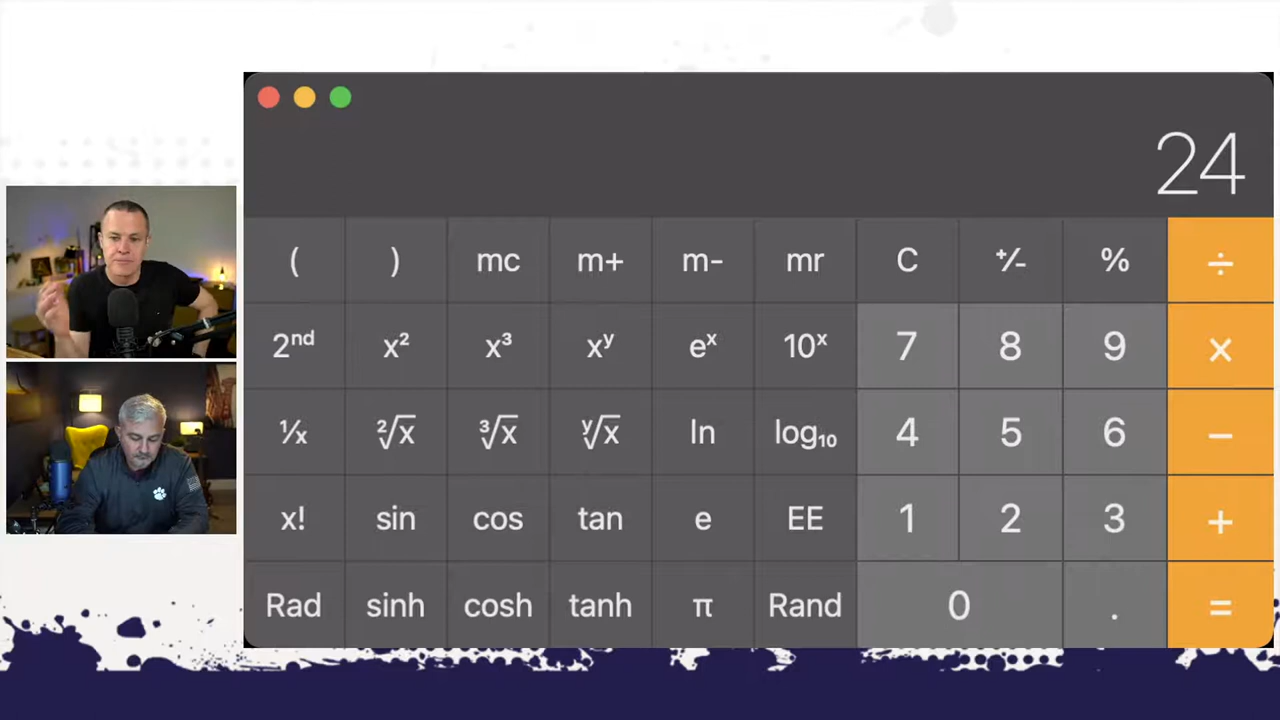 24
( ) mc m+ m- mr C +/- % ÷
2ⁿᵈ x² x³ xʸ eˣ 10ˣ 7 8 9 ×
1/x ²√x ³√x ʸ√x ln log₁₀ 4 5 6 −
x! sin cos tan e EE 1 2 3 +
Rad sinh cosh tanh π Rand 0 . =